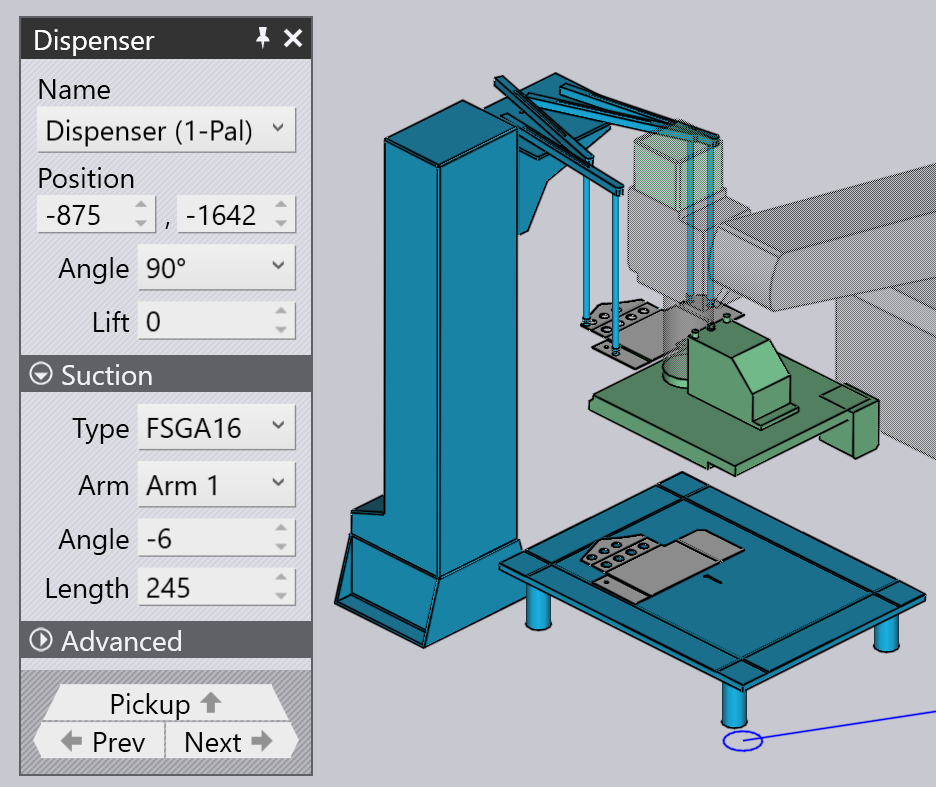 Dispenser
Name
Dispenser (1-Pal)
Position
-875 , -1642
Angle 90°
Lift 0
Suction
Type FSGA16
Arm Arm 1
Angle -6
Length 245
Advanced
Pickup
Prev Next
1